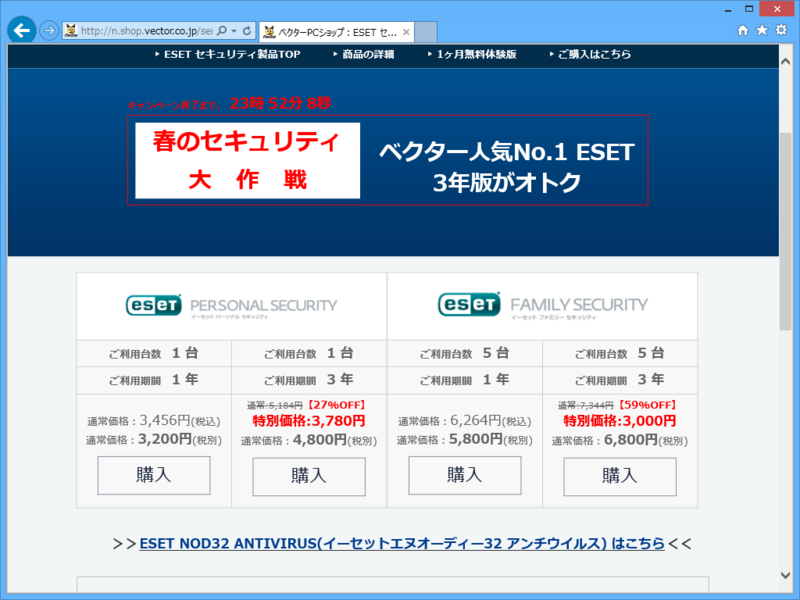 http://n.shop.vector.co.jp/se
ベクターPCショップ：ESET セ...
ESET セキュリティ製品TOP
商品の詳細
1ヶ月無料体験版
ご購入はこちら
キャンペーン終了まで、23時 52分 8秒
春のセキュリティ
大 作 戦
ベクター人気No.1 ESET
3年版がオトク
eset PERSONAL SECURITY
イーセット パーソナル セキュリティ
eset FAMILY SECURITY
イーセット ファミリー セキュリティ
ご利用台数 1 台
ご利用台数 1 台
ご利用台数 5 台
ご利用台数 5 台
ご利用期間 1 年
ご利用期間 3 年
ご利用期間 1 年
ご利用期間 3 年
通常価格：3,456円(税込)
通常価格：3,200円(税別)
購入
通常:5,184円【27%OFF】
特別価格:3,780円
通常価格：4,800円(税別)
購入
通常価格：6,264円(税込)
通常価格：5,800円(税別)
購入
通常:7,344円【59%OFF】
特別価格:3,000円
通常価格：6,800円(税別)
購入
>>ESET NOD32 ANTIVIRUS(イーセットエヌオーディー32 アンチウイルス) はこちら<<